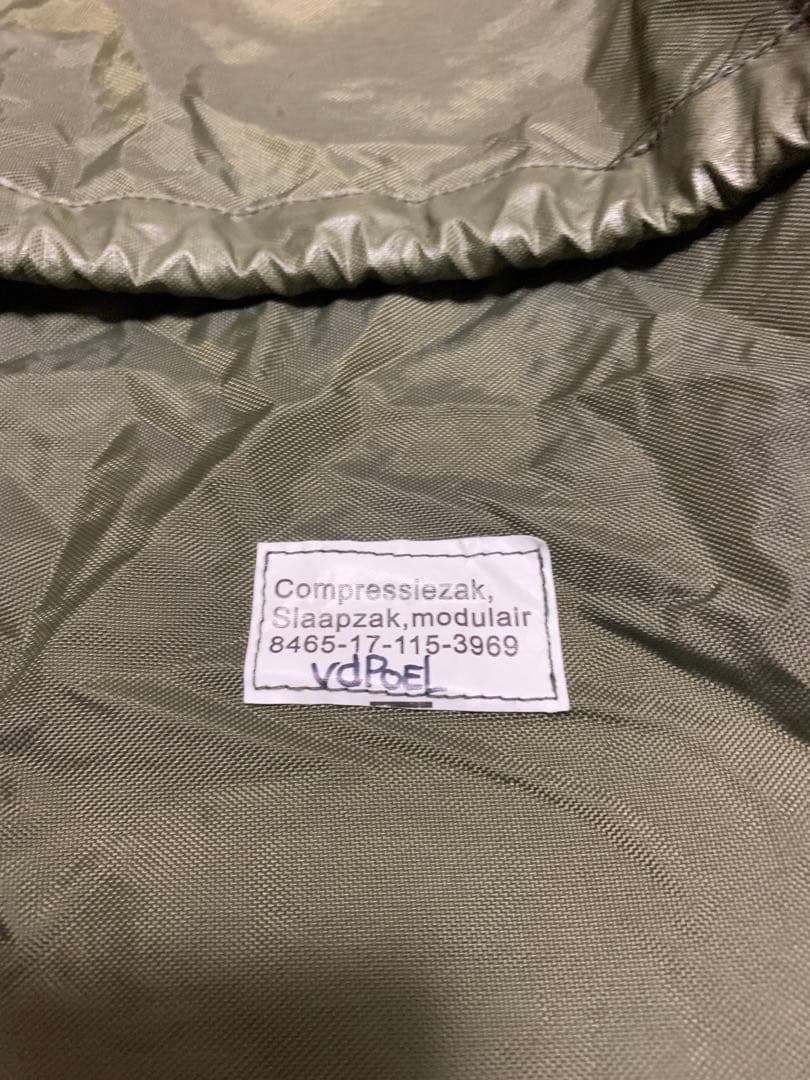 Compressiezak,
Slaapzak,modulair
8465-17-115-3969
vdPoEL